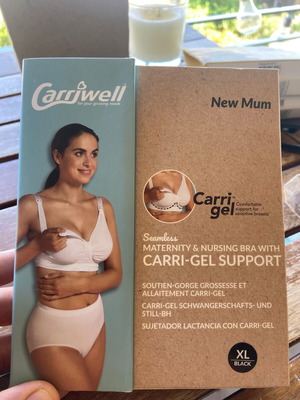 Carriwell
for your growing needs
New Mum
Carri
gel
Comfortable
support for
sensitive breasts
Seamless
MATERNITY & NURSING BRA WITH
CARRI-GEL SUPPORT
SOUTIEN-GORGE GROSSESSE ET
ALLAITEMENT CARRI-GEL
CARRI-GEL SCHWANGERSCHAFTS- UND
STILL-BH
SUJETADOR LACTANCIA CON CARRI-GEL
XL
BLACK